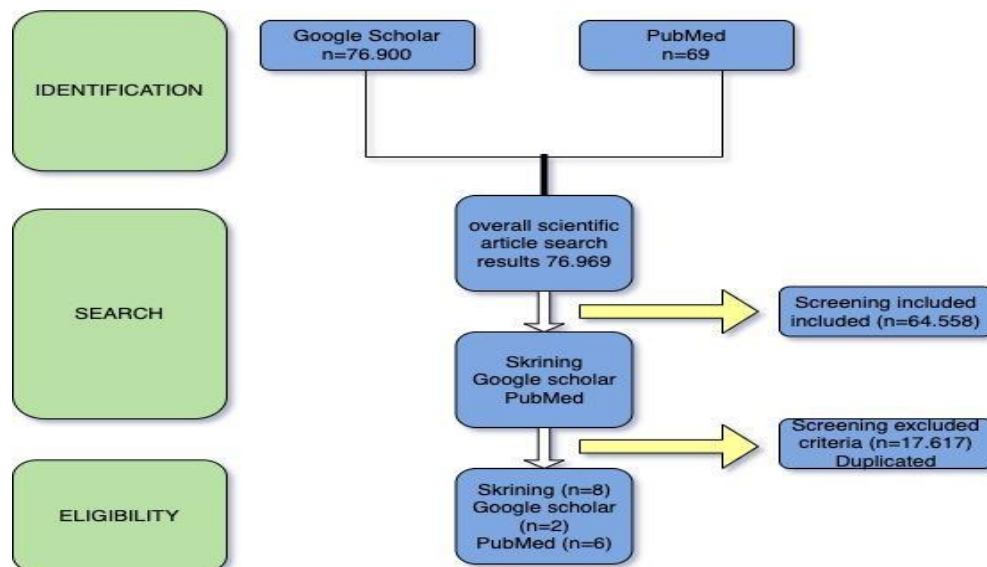 Google Scholar
n=76.900
PubMed
n=69
IDENTIFICATION
overall scientific
article search
results 76.969
SEARCH
Screening included
included (n=64.558)
Skrining
Google scholar
PubMed
Screening excluded
criteria (n=17.617)
Duplicated
ELIGIBILITY
Skrining (n=8)
Google scholar
(n=2)
PubMed (n=6)